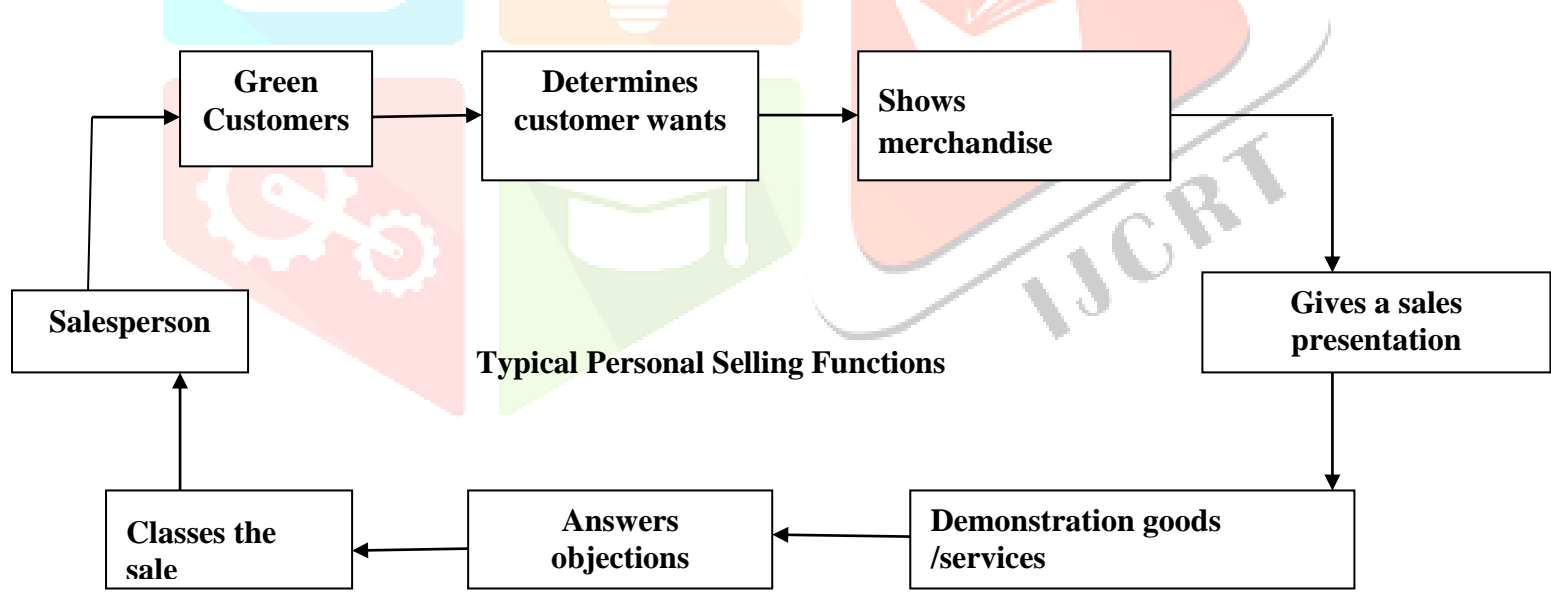 Green
Customers
Determines
customer wants
Shows
merchandise
IJCRT
Salesperson
Gives a sales
presentation
Typical Personal Selling Functions
Classes the
sale
Answers
objections
Demonstration goods
/services